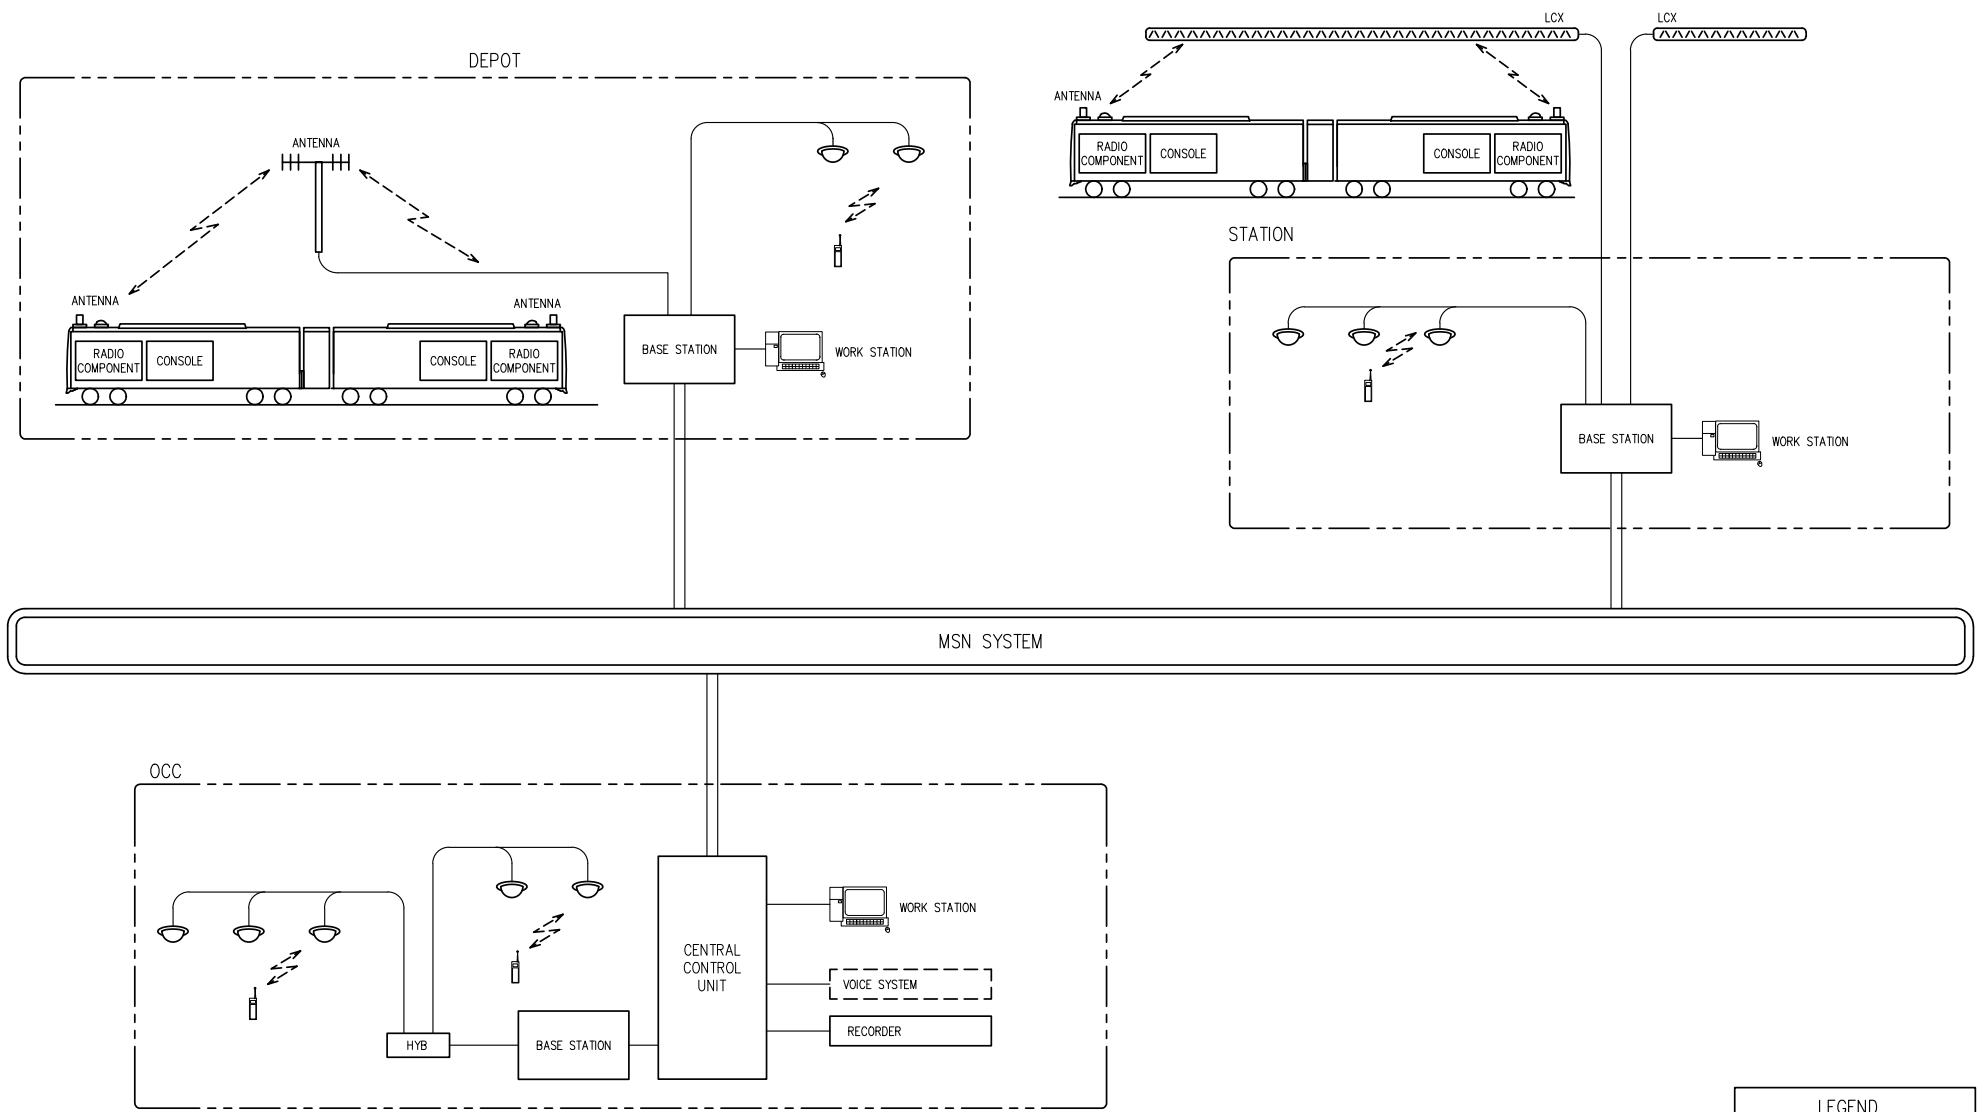 LCX
LCX
DEPOT
ANTENNA
RADIO
COMPONENT
CONSOLE
CONSOLE
RADIO
COMPONENT
ANTENNA
STATION
ANTENNA
ANTENNA
RADIO
COMPONENT
CONSOLE
CONSOLE
RADIO
COMPONENT
BASE STATION
WORK STATION
BASE STATION
WORK STATION
MSN SYSTEM
OCC
WORK STATION
CENTRAL
CONTROL
UNIT
VOICE SYSTEM
RECORDER
HYB
BASE STATION
LEGEND